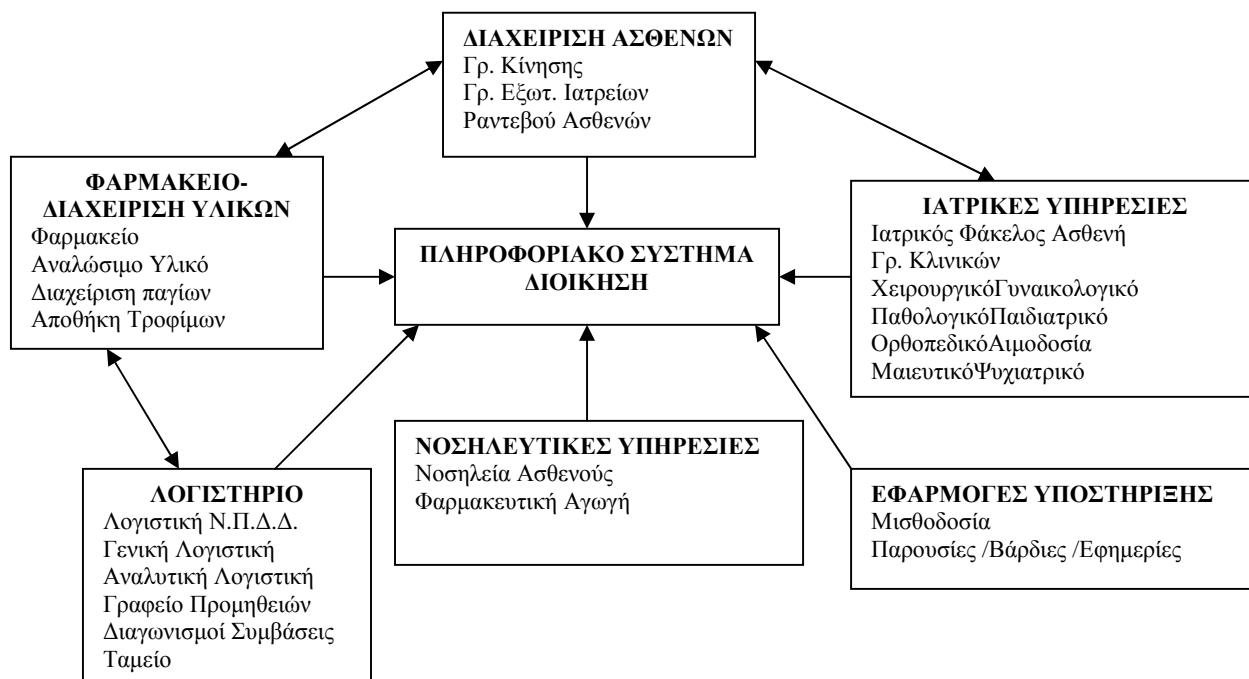 ΔΙΑΧΕΙΡΙΣΗ ΑΣΘΕΝΩΝ
Γρ. Κίνησης
Γρ. Εξωτ. Ιατρείων
Ραντεβού Ασθενών
ΦΑΡΜΑΚΕΙΟ-
ΔΙΑΧΕΙΡΙΣΗ ΥΛΙΚΩΝ
Φαρμακείο
Αναλώσιμο Υλικό
Διαχείριση παγίων
Αποθήκη Τροφίμων
ΠΛΗΡΟΦΟΡΙΑΚΟ ΣΥΣΤΗΜΑ
ΔΙΟΙΚΗΣΗ
ΙΑΤΡΙΚΕΣ ΥΠΗΡΕΣΙΕΣ
Ιατρικός Φάκελος Ασθενή
Γρ. Κλινικών
ΧειρουργικόΓυναικολογικό
ΠαθολογικόΠαιδιατρικό
ΟρθοπεδικόΑιμοδοσία
ΜαιευτικόΨυχιατρικό
ΛΟΓΙΣΤΗΡΙΟ
Λογιστική Ν.Π.Δ.Δ.
Γενική Λογιστική
Αναλυτική Λογιστική
Γραφείο Προμηθειών
Διαγωνισμοί Συμβάσεις
Ταμείο
ΝΟΣΗΛΕΥΤΙΚΕΣ ΥΠΗΡΕΣΙΕΣ
Νοσηλεία Ασθενούς
Φαρμακευτική Αγωγή
ΕΦΑΡΜΟΓΕΣ ΥΠΟΣΤΗΡΙΞΗΣ
Μισθοδοσία
Παρουσίες /Βάρδιες /Εφημερίες